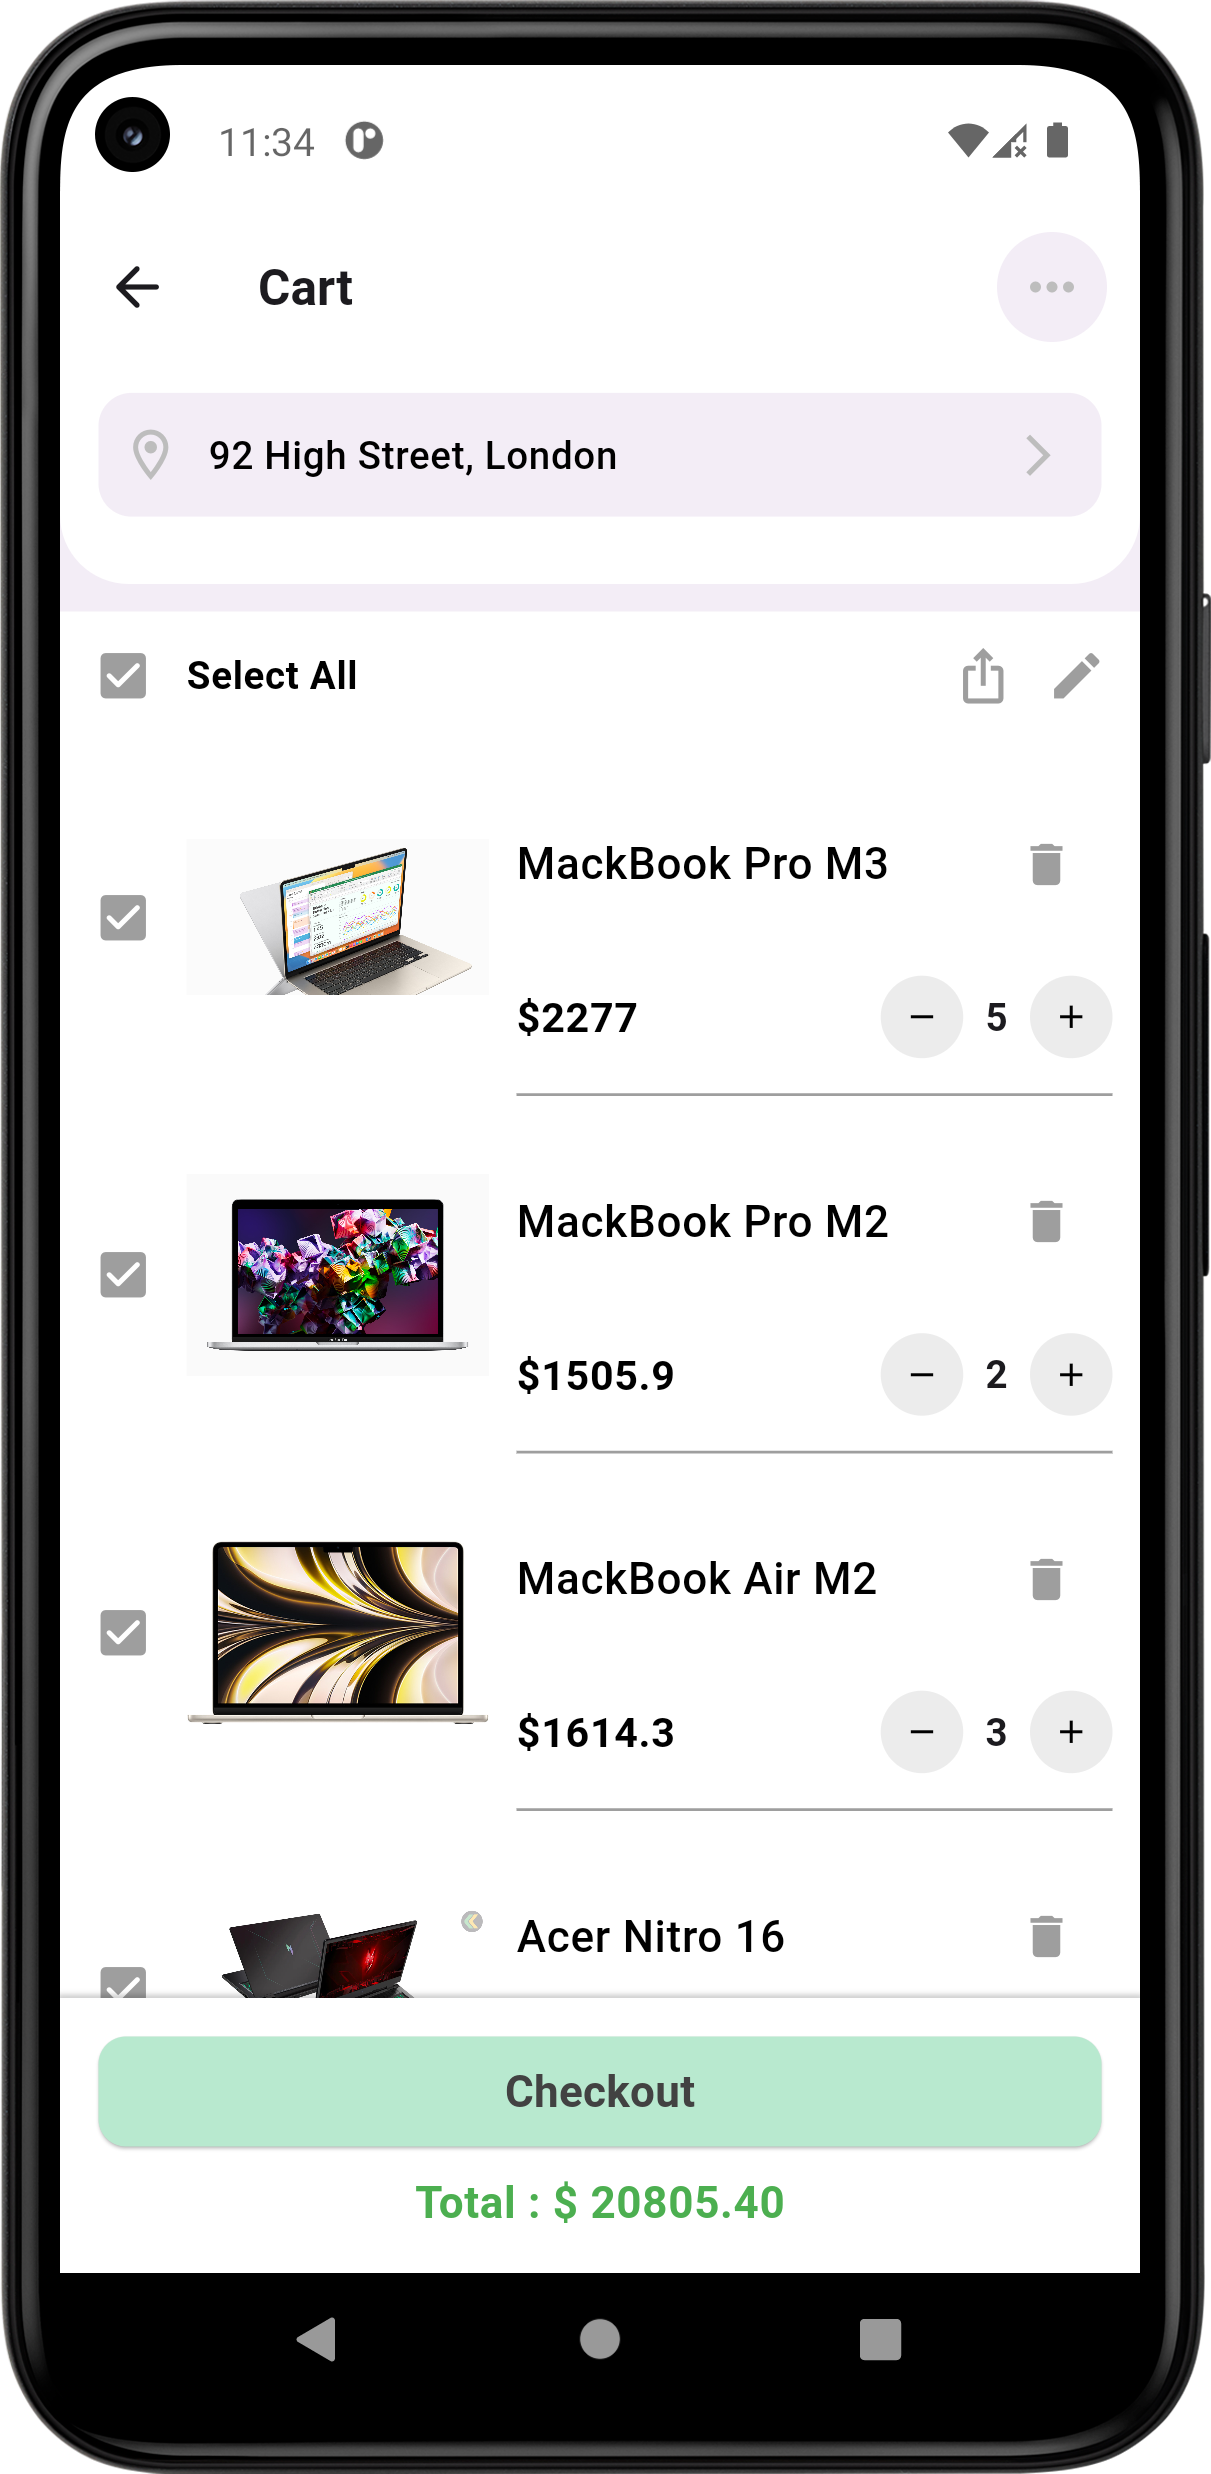 11:34
Cart
92 High Street, London
Select All
MackBook Pro M3
$2277
5
MackBook Pro M2
$1505.9
2
MackBook Air M2
$1614.3
3
Acer Nitro 16
Checkout
Total : $ 20805.40